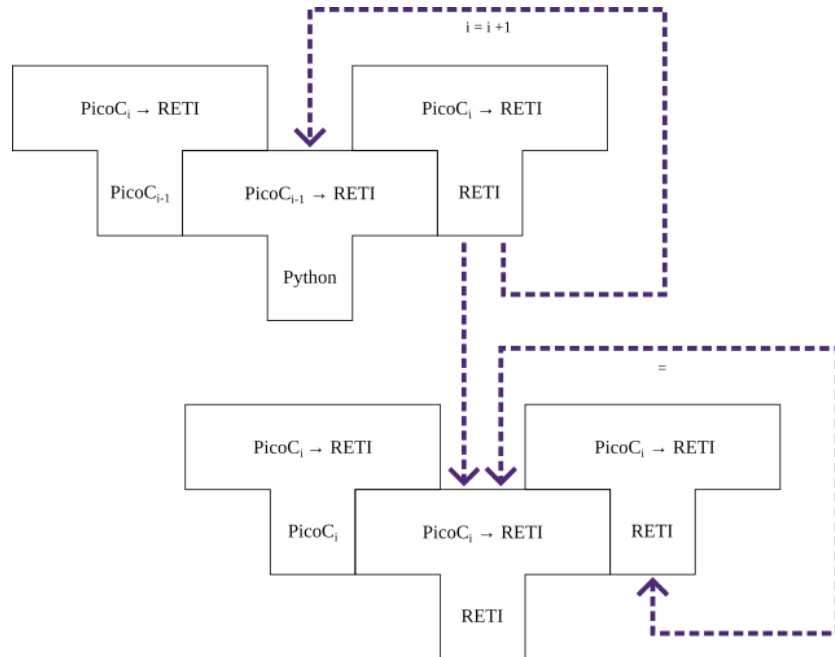 i = i +1
PicoCᵢ → RETI
PicoCᵢ → RETI
PicoCᵢ₋₁
PicoCᵢ₋₁ → RETI
RETI
Python
=
PicoCᵢ → RETI
PicoCᵢ → RETI
PicoCᵢ
PicoCᵢ → RETI
RETI
RETI